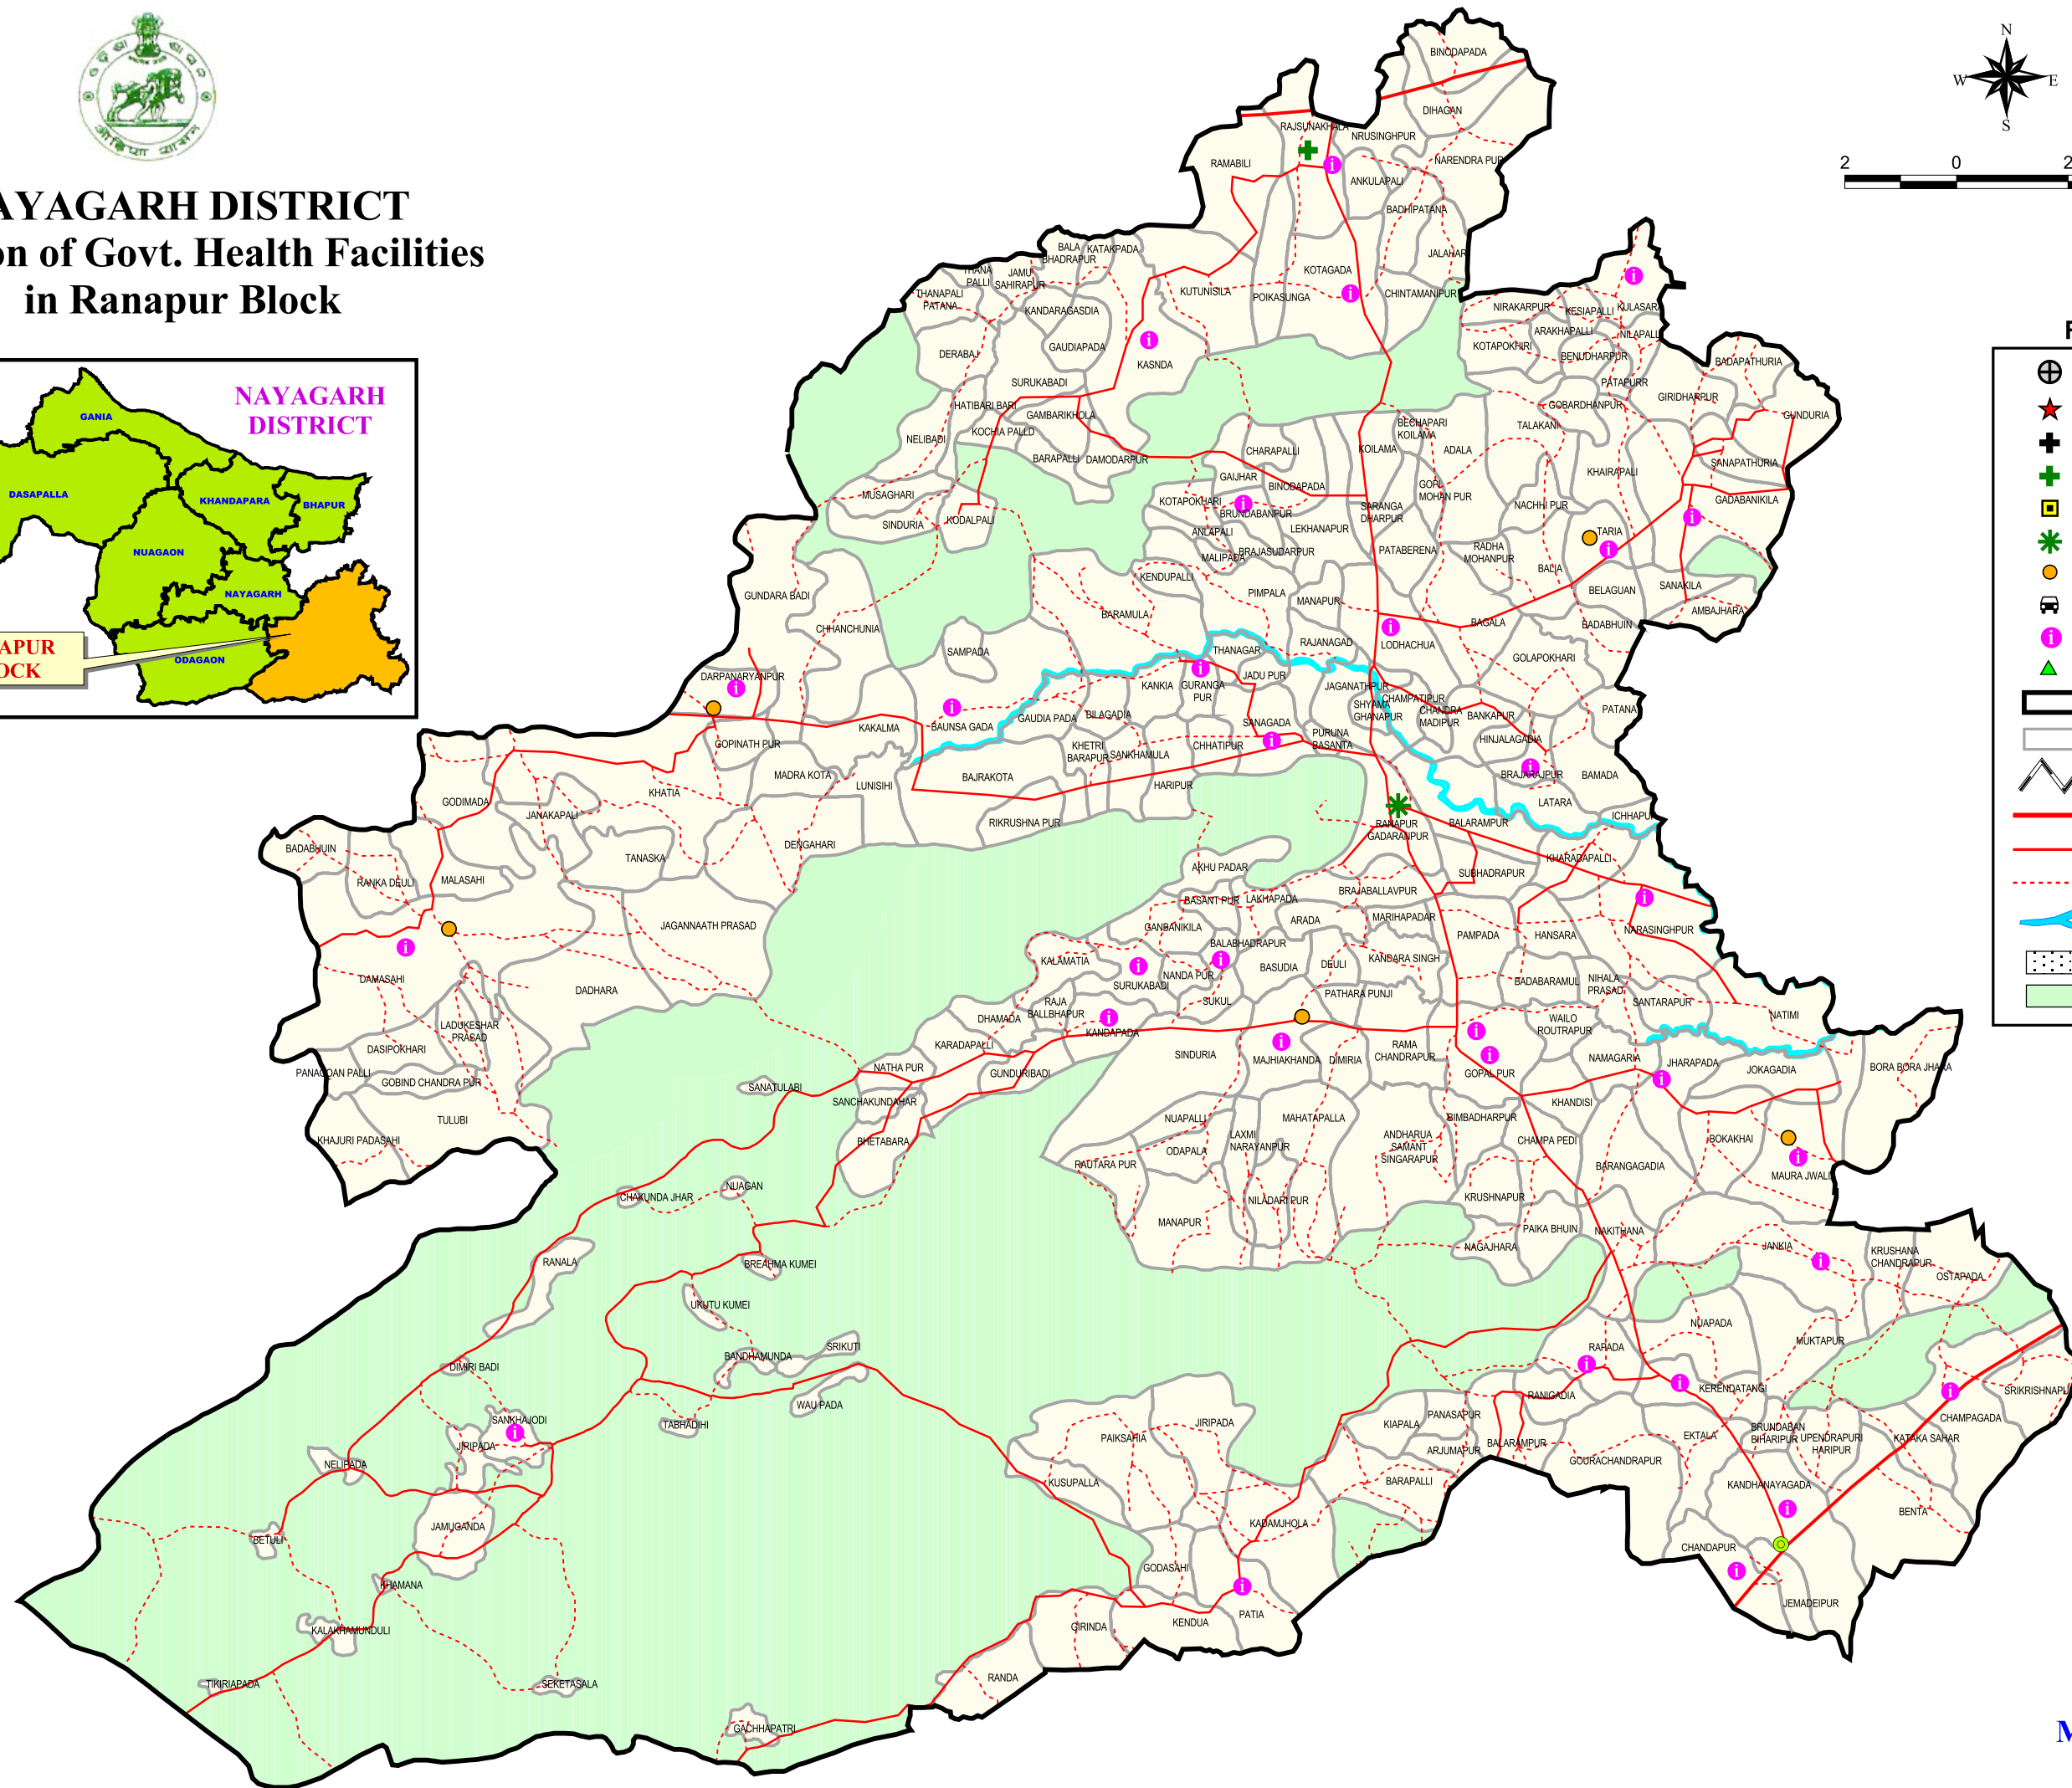 AYAGARH DISTRICT
on of Govt. Health Facilities
in Ranapur Block
NAYAGARH
DISTRICT
GANIA
DASAPALLA
KHANDAPARA
BHAPUR
NUAGAON
NAYAGARH
ODAGAON
APUR
OCK
N
W E
S
2 0 2
BINODAPADA
DIHAGAN
RAJSUNAKHALA
NRUSINGHPUR
RAMABILI
NARENDRA PUR
ANKULAPALI
BADHIPATANA
JALAHAR
BALA
BHADRAPUR
KATAKPADA
THANA
PALLI
JAMU
SAHIRAPUR
THANAPALI
PATANA
KANDARAGASDIA
KUTUNISILA
POIKASUNGA
KOTAGADA
CHINTAMANIPUR
NIRAKARPUR
KESIAPALLI
KULASARA
ARAKHAPALLI
NILAPALLI
KOTAPOKHIRI
BENUDHARPUR
BADAPATHURIA
DERABAJ
GAUDIAPADA
KASNDA
SURUKABADI
PATAPURR
GIRIDHARPUR
HATIBARI BARI
GAMBARIKHOLA
GOBARDHANPUR
GUNDURIA
NELIBADI
KOCHIA PALLD
BECHAPARI
KOILAMA
TALAKANI
BARAPALLI
DAMODARPUR
CHARAPALLI
KOILAMA
ADALA
KHAIRAPALI
SANAPATHURIA
GAIJHAR
BINODAPADA
MUSAGHARI
KOTAPOKHARI
BRUNDABANPUR
SARANGA
DHARPUR
GOPI
MOHAN PUR
NACHHI PUR
GADABANIKILA
SINDURIA
KODALPALI
ANLAPALI
LEKHANAPUR
TARIA
MALIPADA
BRAJASUDARPUR
PATABERENA
RADHA
MOHANPUR
BALIA
KENDUPALLI
GUNDARA BADI
PIMPALA
MANAPUR
BELAGUAN
SANAKILA
AMBAJHARA
BARAMULA
CHHANCHUNIA
BAGALA
BADABHUIN
SAMPADA
THANAGAR
RAJANAGAD
LODHACHUA
GOLAPOKHARI
DARPANARYANPUR
KANKIA
GURANGA
PUR
JADU PUR
JAGANATHPUR
SHYAMA
GHANAPUR
CHAMPATIPUR
CHANDRA
MADIPUR
BANKAPUR
PATANA
KAKALMA
BAUNSA GADA
GAUDIA PADA
BILAGADIA
SANAGADA
PURUNA
BASANTA
HINJALAGADIA
GOPINATH PUR
KHETRI
BARAPUR
SANKHAMULA
CHHATIPUR
MADRA KOTA
LUNISIHI
BAJRAKOTA
HARIPUR
BRAJARAJPUR
BAMADA
GODIMADA
KHATIA
JANAKAPALI
LATARA
ICHHAPUR
RIKRUSHNA PUR
RANAPUR
GADARANPUR
BALARAMPUR
BADABHUIN
TANASKA
DENGAHARI
KHARADAPALLI
RANKA DEULI
MALASAHI
AKHU PADAR
SUBHADRAPUR
BASANT PUR
LAKHAPADA
BRAJABALLAVPUR
JAGANNAATH PRASAD
GANBANIKILA
ARADA
MARIHAPADAR
PAMPADA
HANSARA
NARASINGHPUR
BALABHADRAPUR
KALAMATIA
SURUKABADI
NANDA PUR
BASUDIA
DEULI
KANDARA SINGH
BADABARAMUL
NIHALA
PRASAD
DAMASAHI
DADHARA
SUKUL
PATHARA PUNJI
SANTARAPUR
NATIMI
LADUKESHAR
PRASAD
DHAMADA
RAJA
BALLBHAPUR
KANDAPADA
WAILO
ROUTRAPUR
DASIPOKHARI
KARADAPALLI
SINDURIA
MAJHIAKHANDA
DIMIRIA
RAMA
CHANDRAPUR
GOPAL PUR
NAMAGARIA
JHARAPADA
JOKAGADIA
BORA BORA JHARA
PANAGOAN PALLI
GOBIND CHANDRA PUR
NATHA PUR
GUNDURIBADI
SANATULABI
SANCHAKUNDAHAR
KHANDISI
TULUBI
KHAJURI PADASAHI
BHETABARA
NUAPALLI
MAHATAPALLA
BIMBADHARPUR
LAXMI
NARAYANPUR
ODAPALA
ANDHARUA
SAMANT
SINGARAPUR
CHAMPA PEDI
BOKAKHAI
RAUTARA PUR
BARANGAGADIA
MAURA JWALI
CHAKUNDA JHAR
NUAGAN
NILADARI PUR
KRUSHNAPUR
MANAPUR
PAIKA BHUIN
NAKITHANA
NAGAJHARA
JANKIA
KRUSHANA
CHANDRAPUR
OSTAPADA
RANALA
BREAHMA KUMEI
UKUTU KUMEI
SRIKUTI
BANDHAMUNDA
DIMIRI BADI
NUAPADA
MUKTAPUR
RAPADA
KERENDATANGI
RANIGADIA
SRIKRISHNAPU
WAU PADA
CHAMPAGADA
TABHADIHI
SANKHAJODI
JIRIPADA
JIRIPADA
PAIKSAHIA
KIAPALA
PANASAPUR
ARJUMAPUR
BALARAMPUR
EKTALA
BRUNDABAN
BIHARIPUR
UPENDRAPURI
HARIPUR
KATAKA SAHAR
NELIPADA
KUSUPALLA
BARAPALLI
GOURACHANDRAPUR
KANDHANAYAGADA
BENTA
JAMUGANDA
KADAMJHOLA
BETULI
CHANDAPUR
GODASAHI
KHAMANA
JEMADEIPUR
KALAKHAMUNDULI
GIRINDA
KENDUA
PATIA
TIKIRIAPADA
SEKETASALA
RANDA
GACHHAPATRI
F
M